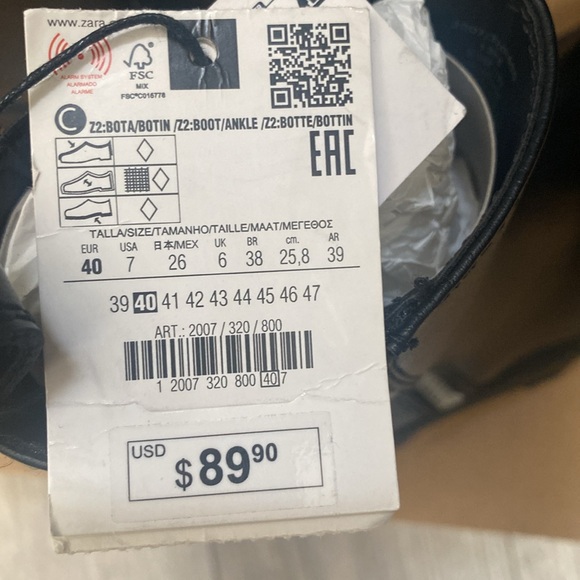 www.zara.
ALARM SYSTEM
ALARMADO
ALARME
FSC
MIX
FSC®C016778
C Z2:BOTA/BOTIN /Z2:BOOT/ANKLE /Z2:BOTTE/BOTTIN
EAC
TALLA/SIZE/TAMANHO/TAILLE/MAAT/ΜΕΓΕΘΟΣ
EUR USA 日本/MEX UK BR cm. AR
40 7 26 6 38 25,8 39
39 40 41 42 43 44 45 46 47
ART.: 2007 / 320 / 800
1 2007 320 800 40 7
USD
$ 89 90